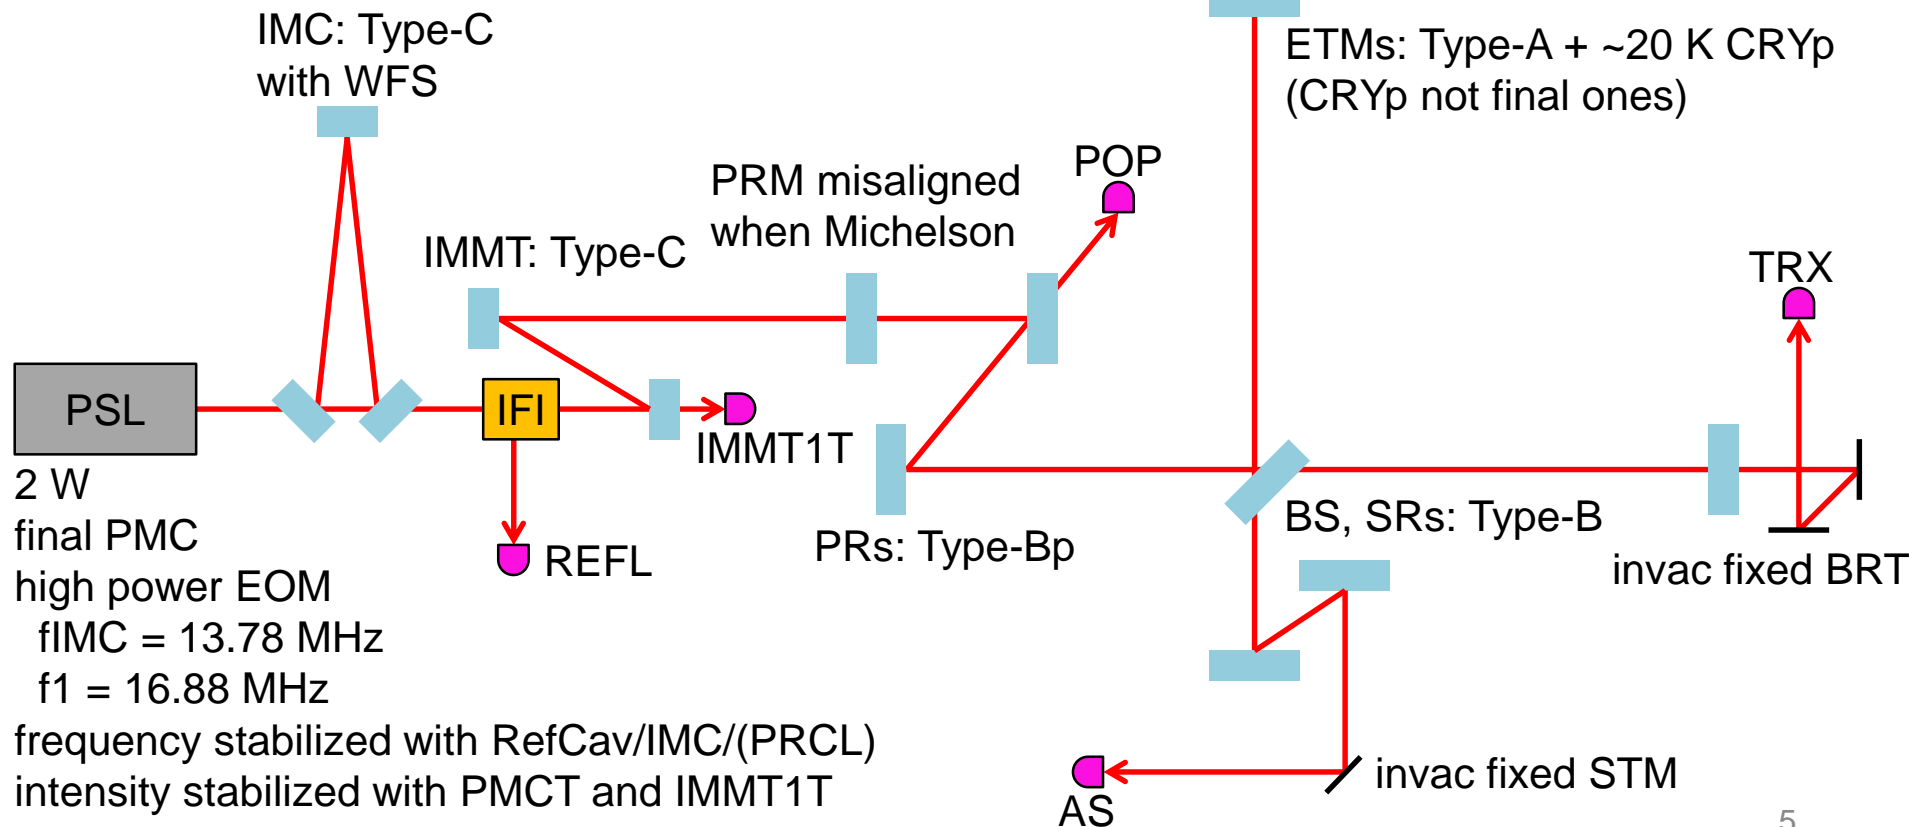 IMC: Type-C
with WFS
ETMs: Type-A + ~20 K CRYp
(CRYp not final ones)
PRM misaligned
when Michelson
POP
IMMT: Type-C
TRX
PSL
IFI
IMMT1T
2 W
final PMC
high power EOM
fIMC = 13.78 MHz
f1 = 16.88 MHz
frequency stabilized with RefCav/IMC/(PRCL)
intensity stabilized with PMCT and IMMT1T
REFL
PRs: Type-Bp
BS, SRs: Type-B
invac fixed BRT
invac fixed STM
AS
5